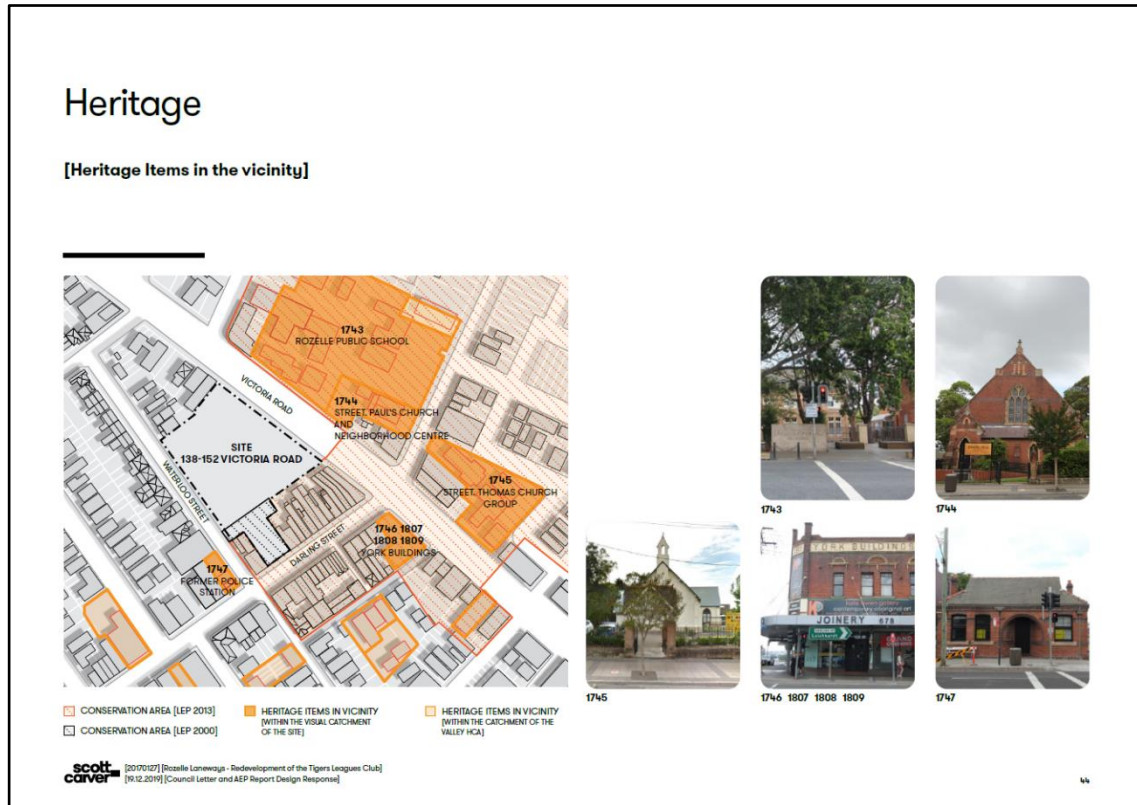 Heritage
[Heritage Items in the vicinity]
1743
ROZELLE PUBLIC SCHOOL
VICTORIA ROAD
1744
STREET. PAUL'S CHURCH
AND
NEIGHBORHOOD CENTRE
SITE
138-152 VICTORIA ROAD
WATERLOO STREET
1745
STREET. THOMAS CHURCH
GROUP
1746 1807
1808 1809
YORK BUILDINGS
DARLING STREET
1747
FORMER POLICE
STATION
1743
1744
YORK BUILDINGS
contemporary aboriginal art
JOINERY 678
1745
1746 1807 1808 1809
1747
CONSERVATION AREA [LEP 2013]
CONSERVATION AREA [LEP 2000]
HERITAGE ITEMS IN VICINITY
[WITHIN THE VISUAL CATCHMENT
OF THE SITE]
HERITAGE ITEMS IN VICINITY
[WITHIN THE CATCHMENT OF THE
VALLEY HCA]
scott
carver
[20170127] [Rozelle Laneways - Redevelopment of the Tigers Leagues Club]
[19.12.2019] [Council Letter and AEP Report Design Response]
44